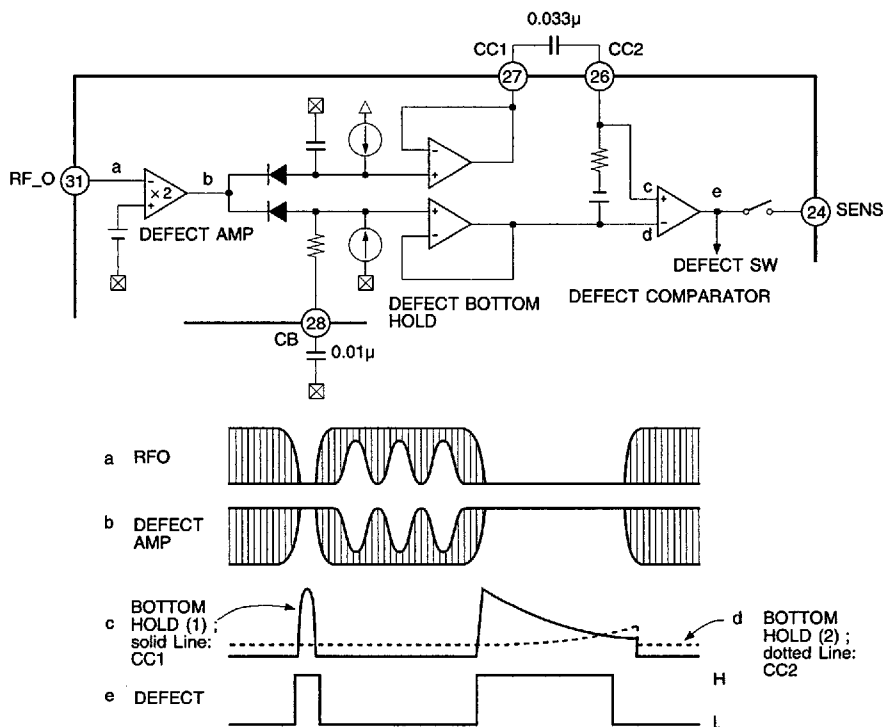 0.033µ
CC1
CC2
27
26
RF_O
31
a
×2
b
DEFECT AMP
c
d
e
24
SENS
DEFECT SW
DEFECT BOTTOM
HOLD
DEFECT COMPARATOR
28
CB
0.01µ
a RFO
b DEFECT
AMP
c BOTTOM
HOLD (1) ;
solid Line:
CC1
d BOTTOM
HOLD (2) ;
dotted Line:
CC2
e DEFECT
H
L